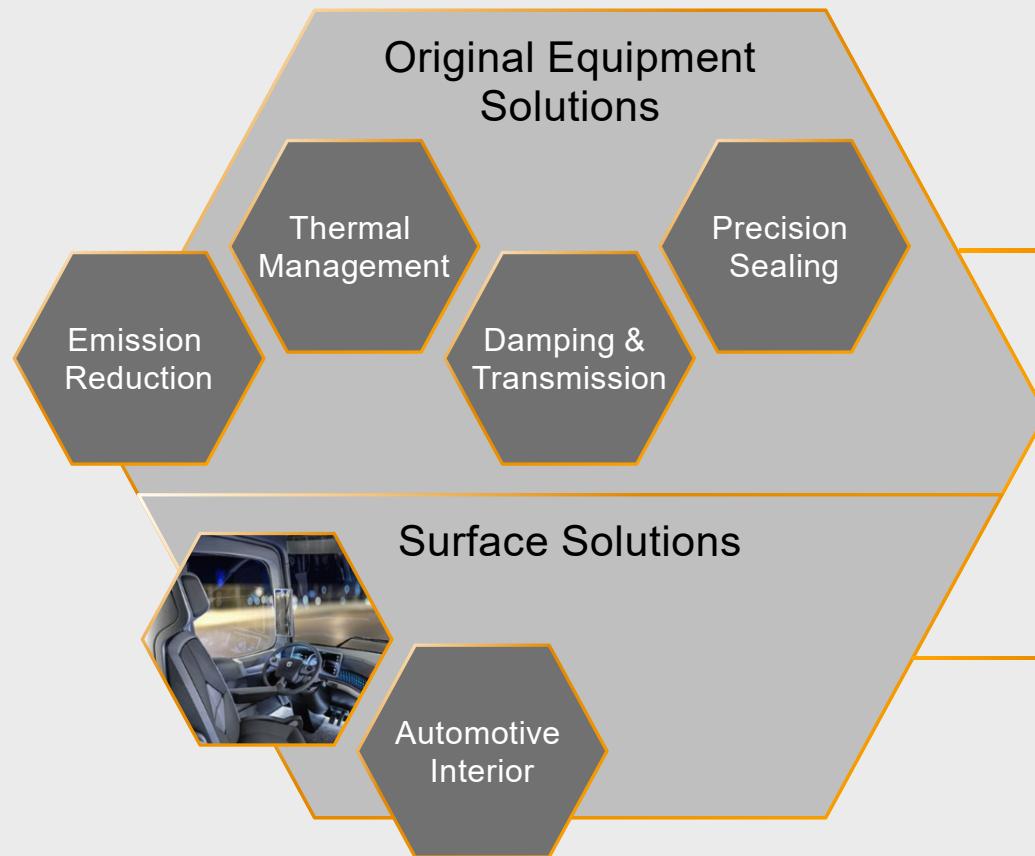 Original Equipment
Solutions
Thermal
Management
Precision
Sealing
Emission
Reduction
Damping &
Transmission
Surface Solutions
Automotive
Interior